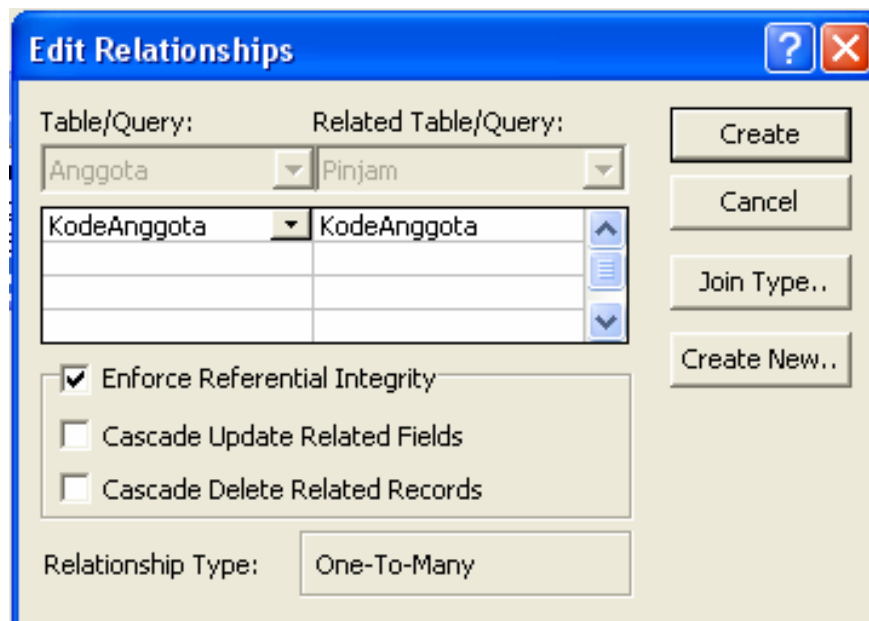 Edit Relationships
?
Table/Query: Related Table/Query:
Anggota Pinjam
KodeAnggota KodeAnggota
Enforce Referential Integrity
Cascade Update Related Fields
Cascade Delete Related Records
Relationship Type: One-To-Many
Create
Cancel
Join Type..
Create New..